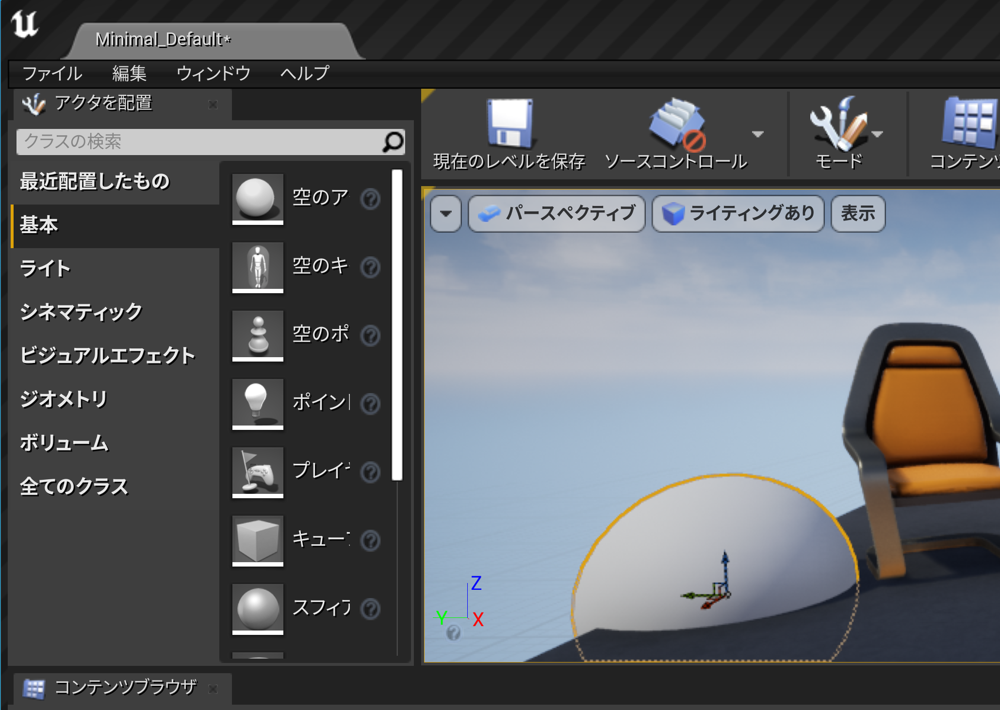 Minimal_Default*
ファイル 編集 ウィンドウ ヘルプ
アクタを配置
クラスの検索
最近配置したもの
基本
ライト
シネマティック
ビジュアルエフェクト
ジオメトリ
ボリューム
全てのクラス
空のア
空のキ
空のポ
ポイント
プレイ
キュー
スフィア
現在のレベルを保存 ソースコントロール モード コンテン
パースペクティブ ライティングあり 表示
Z
Y X
コンテンツブラウザ